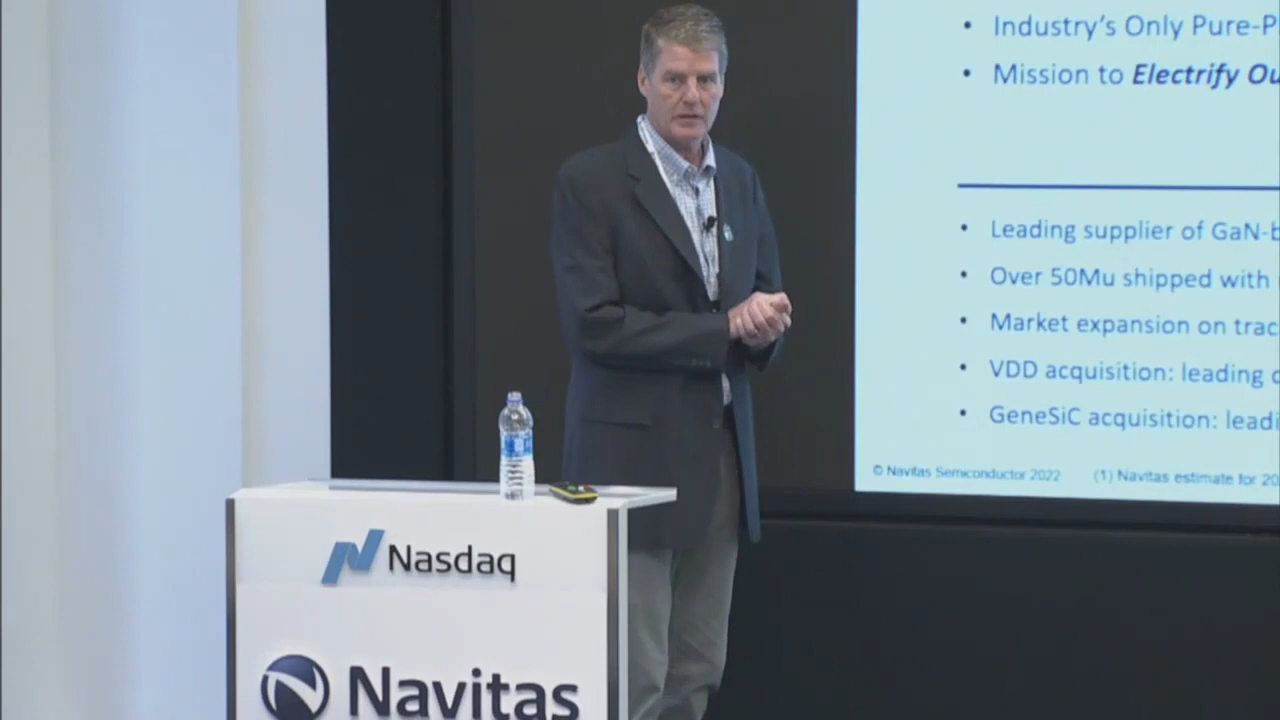 • Industry's Only Pure-P
• Mission to Electrify Ou
• Leading supplier of GaN-b
• Over 50Mu shipped with
• Market expansion on trac
• VDD acquisition: leading
• GeneSiC acquisition: leadi
© Navitas Semiconductor 2022 (1) Navitas estimate for 20
Nasdaq
Navitas